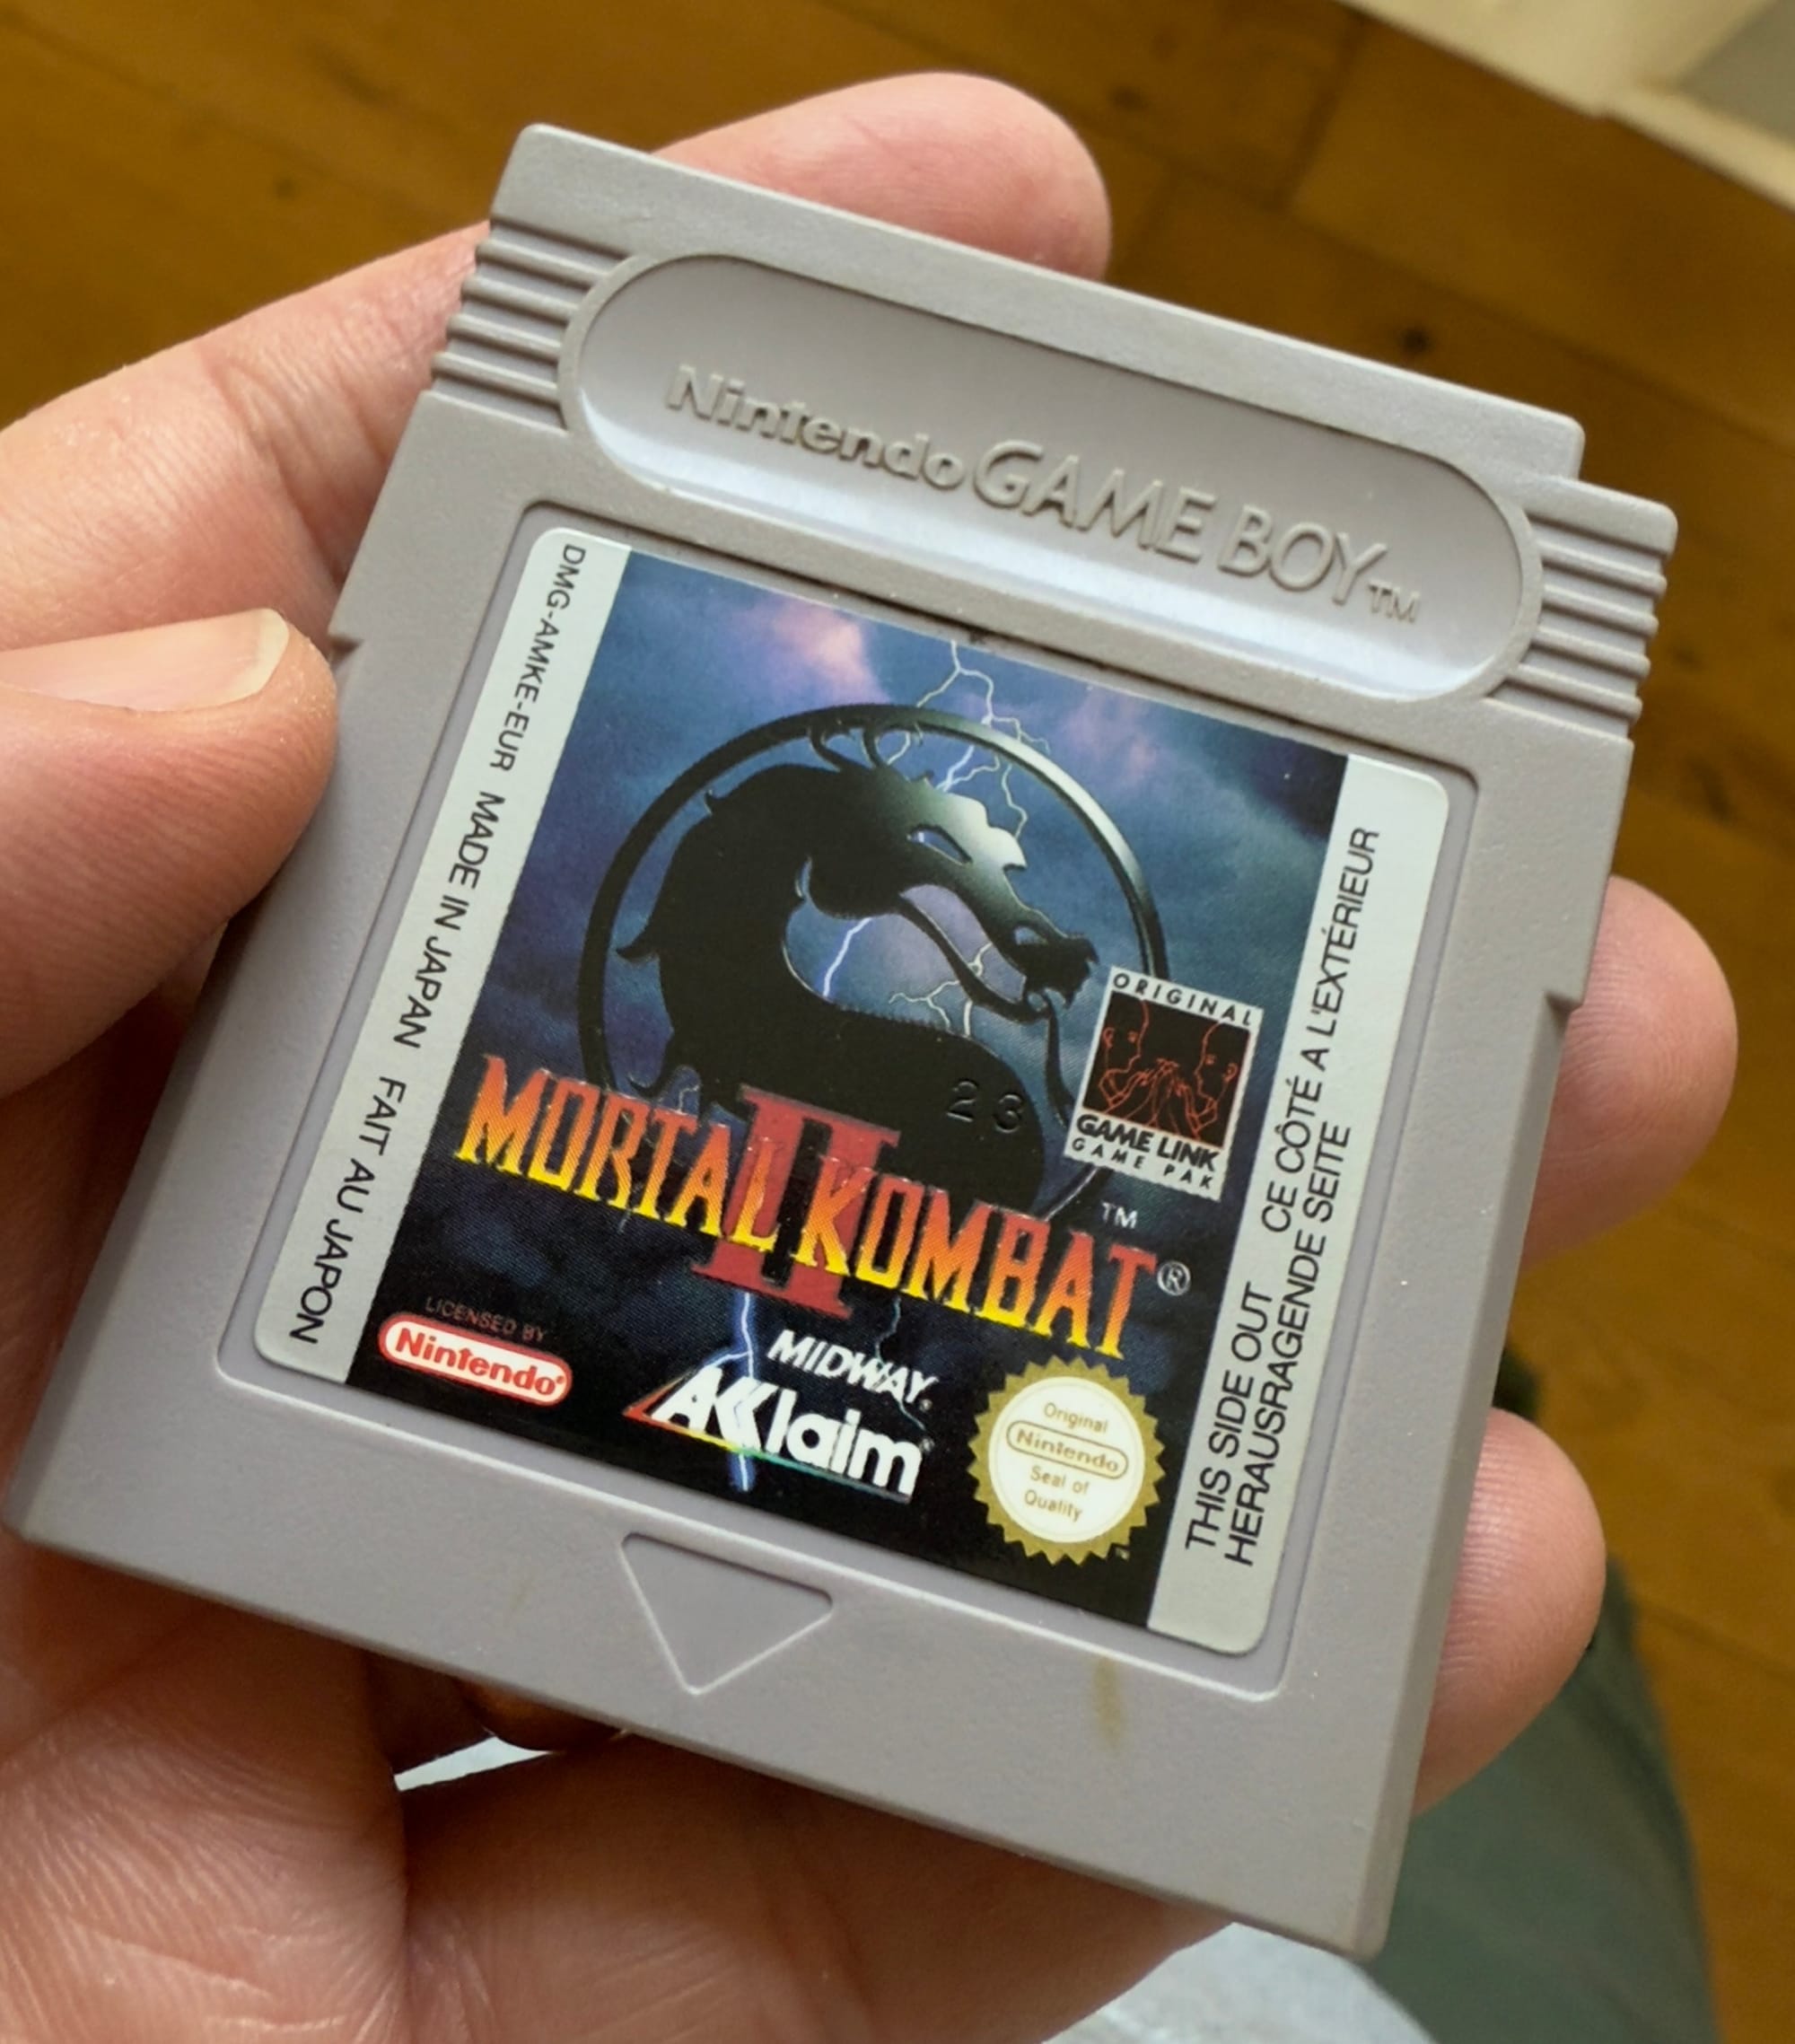 Nintendo GAME BOY™
DMG-AMKE-EUR MADE IN JAPAN FAIT AU JAPON
ORIGINAL
GAME LINK
GAME PAK
23
MORTAL KOMBAT®
II
TM
LICENSED BY
Nintendo®
MIDWAY®
AKklaim®
Original
Nintendo
Seal of
Quality
THIS SIDE OUT CE CÔTÉ A L'EXTÉRIEUR
HERAUSRAGENDE SEITE